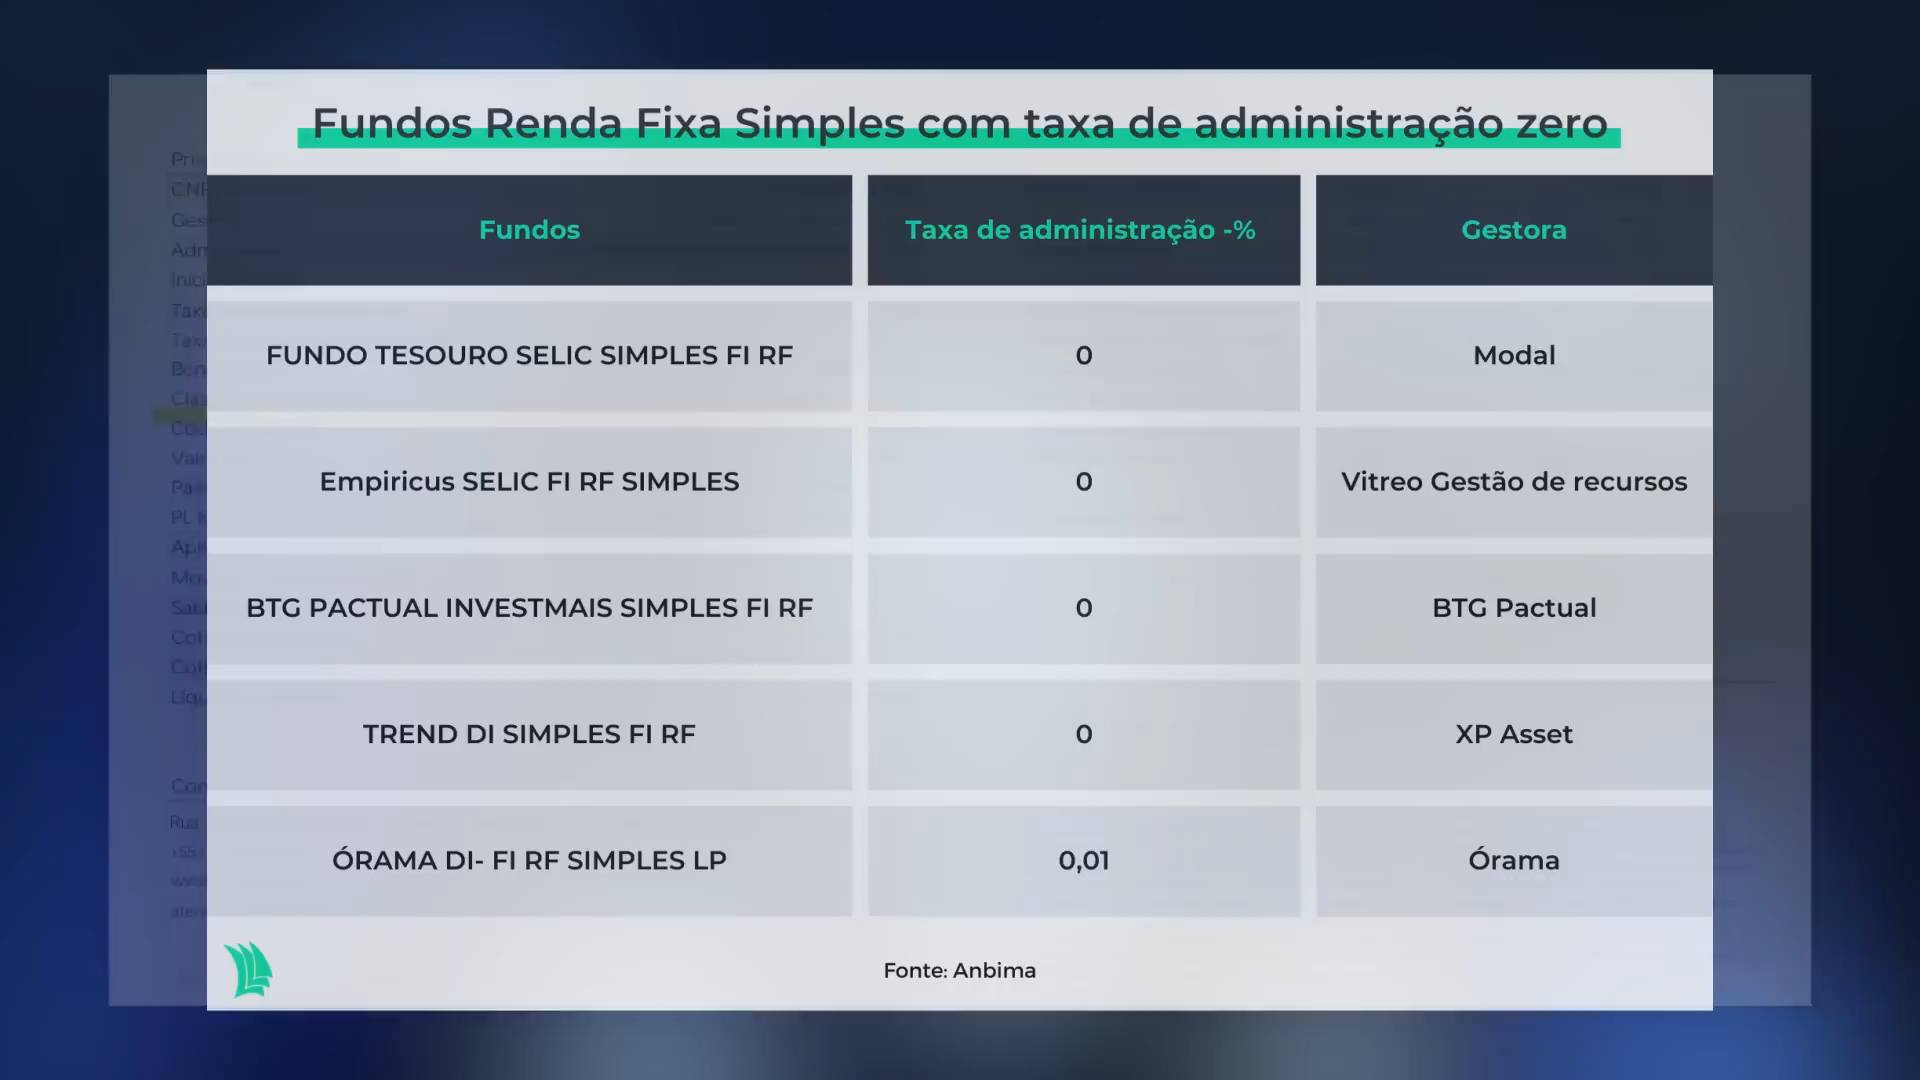 Fundos Renda Fixa Simples com taxa de administração zero
Fundos Taxa de administração -% Gestora
FUNDO TESOURO SELIC SIMPLES FI RF 0 Modal
Empiricus SELIC FI RF SIMPLES 0 Vitreo Gestão de recursos
BTG PACTUAL INVESTMAIS SIMPLES FI RF 0 BTG Pactual
TREND DI SIMPLES FI RF 0 XP Asset
ÓRAMA DI- FI RF SIMPLES LP 0,01 Órama
Fonte: Anbima